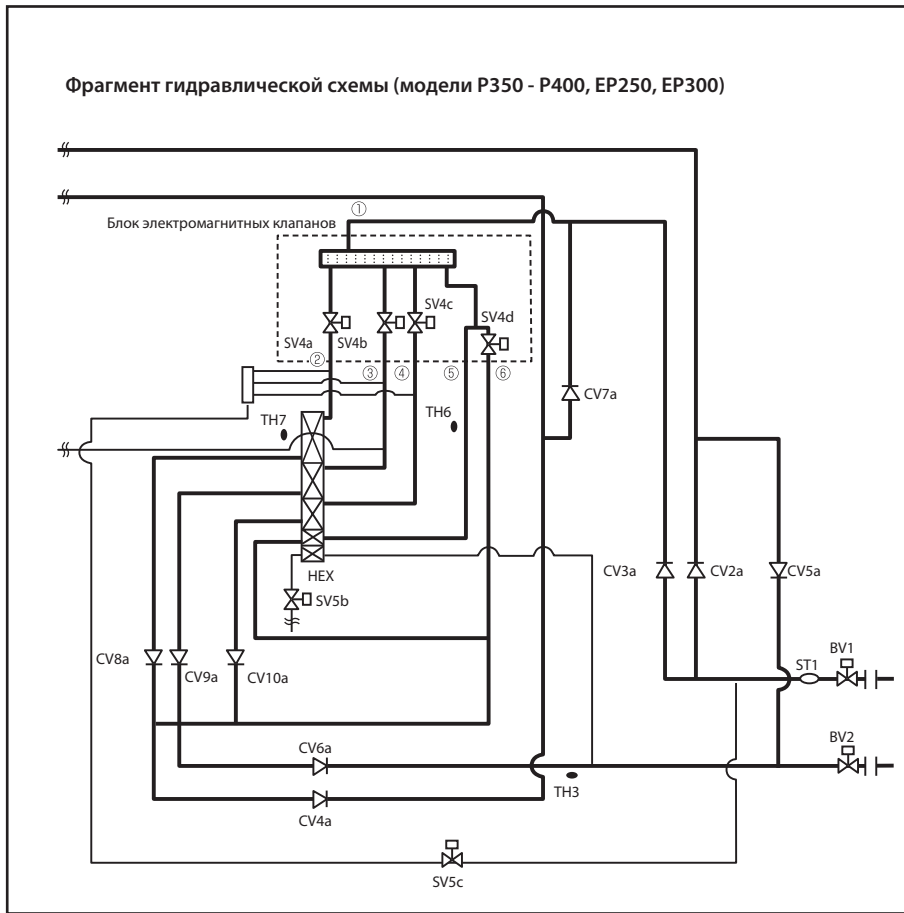 Фрагмент гидравлической схемы (модели P350 - P400, EP250, EP300)
①
Блок электромагнитных клапанов
SV4c
SV4d
SV4a
SV4b
②
③
④
⑤
⑥
CV7a
TH7
TH6
HEX
SV5b
CV3a
CV2a
CV5a
CV8a
CV9a
CV10a
BV1
ST1
BV2
CV6a
TH3
CV4a
SV5c